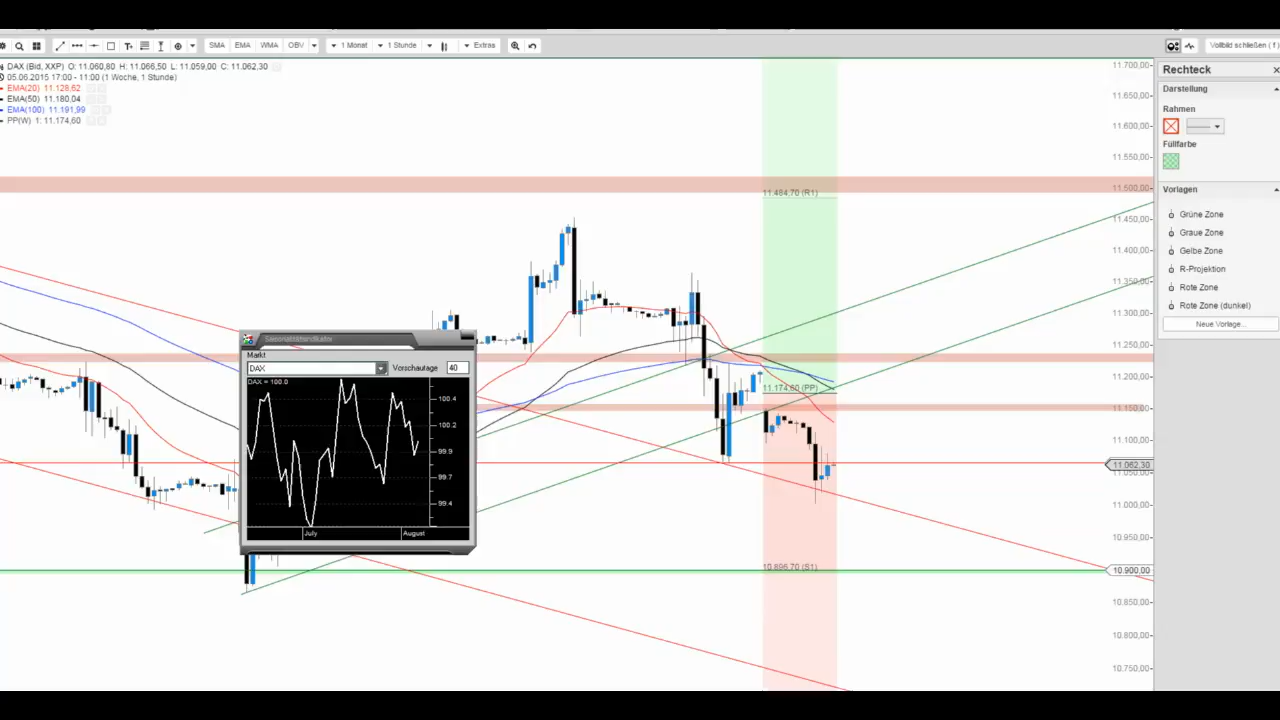 SMA EMA WMA OBV 1 Monat 1 Stunde Extras Vollbild schließen (f)
DAX (Bid, XXP) O: 11.060,80 H: 11.066,50 L: 11.059,00 C: 11.062,30
05.06.2015 17:00 - 11:00 (1 Woche, 1 Stunde)
EMA(20) 11.128,62
EMA(50) 11.180,04
EMA(100) 11.191,99
PP(W) 1: 11.174,60
11.484,70 (R1)
11.174,60 (PP)
10.896,70 (S1)
11.700,00
11.650,00
11.600,00
11.550,00
11.500,00
11.450,00
11.400,00
11.350,00
11.300,00
11.250,00
11.200,00
11.150,00
11.100,00
11.062,30
11.050,00
11.000,00
10.950,00
10.900,00
10.850,00
10.800,00
10.750,00
Saisonalitätsindikator
Markt
DAX Vorschautage 40
DAX = 100.0
100.4
100.2
99.9
99.7
99.4
July August
Rechteck
Darstellung
Rahmen
Füllfarbe
Vorlagen
Grüne Zone
Graue Zone
Gelbe Zone
R-Projektion
Rote Zone
Rote Zone (dunkel)
Neue Vorlage...